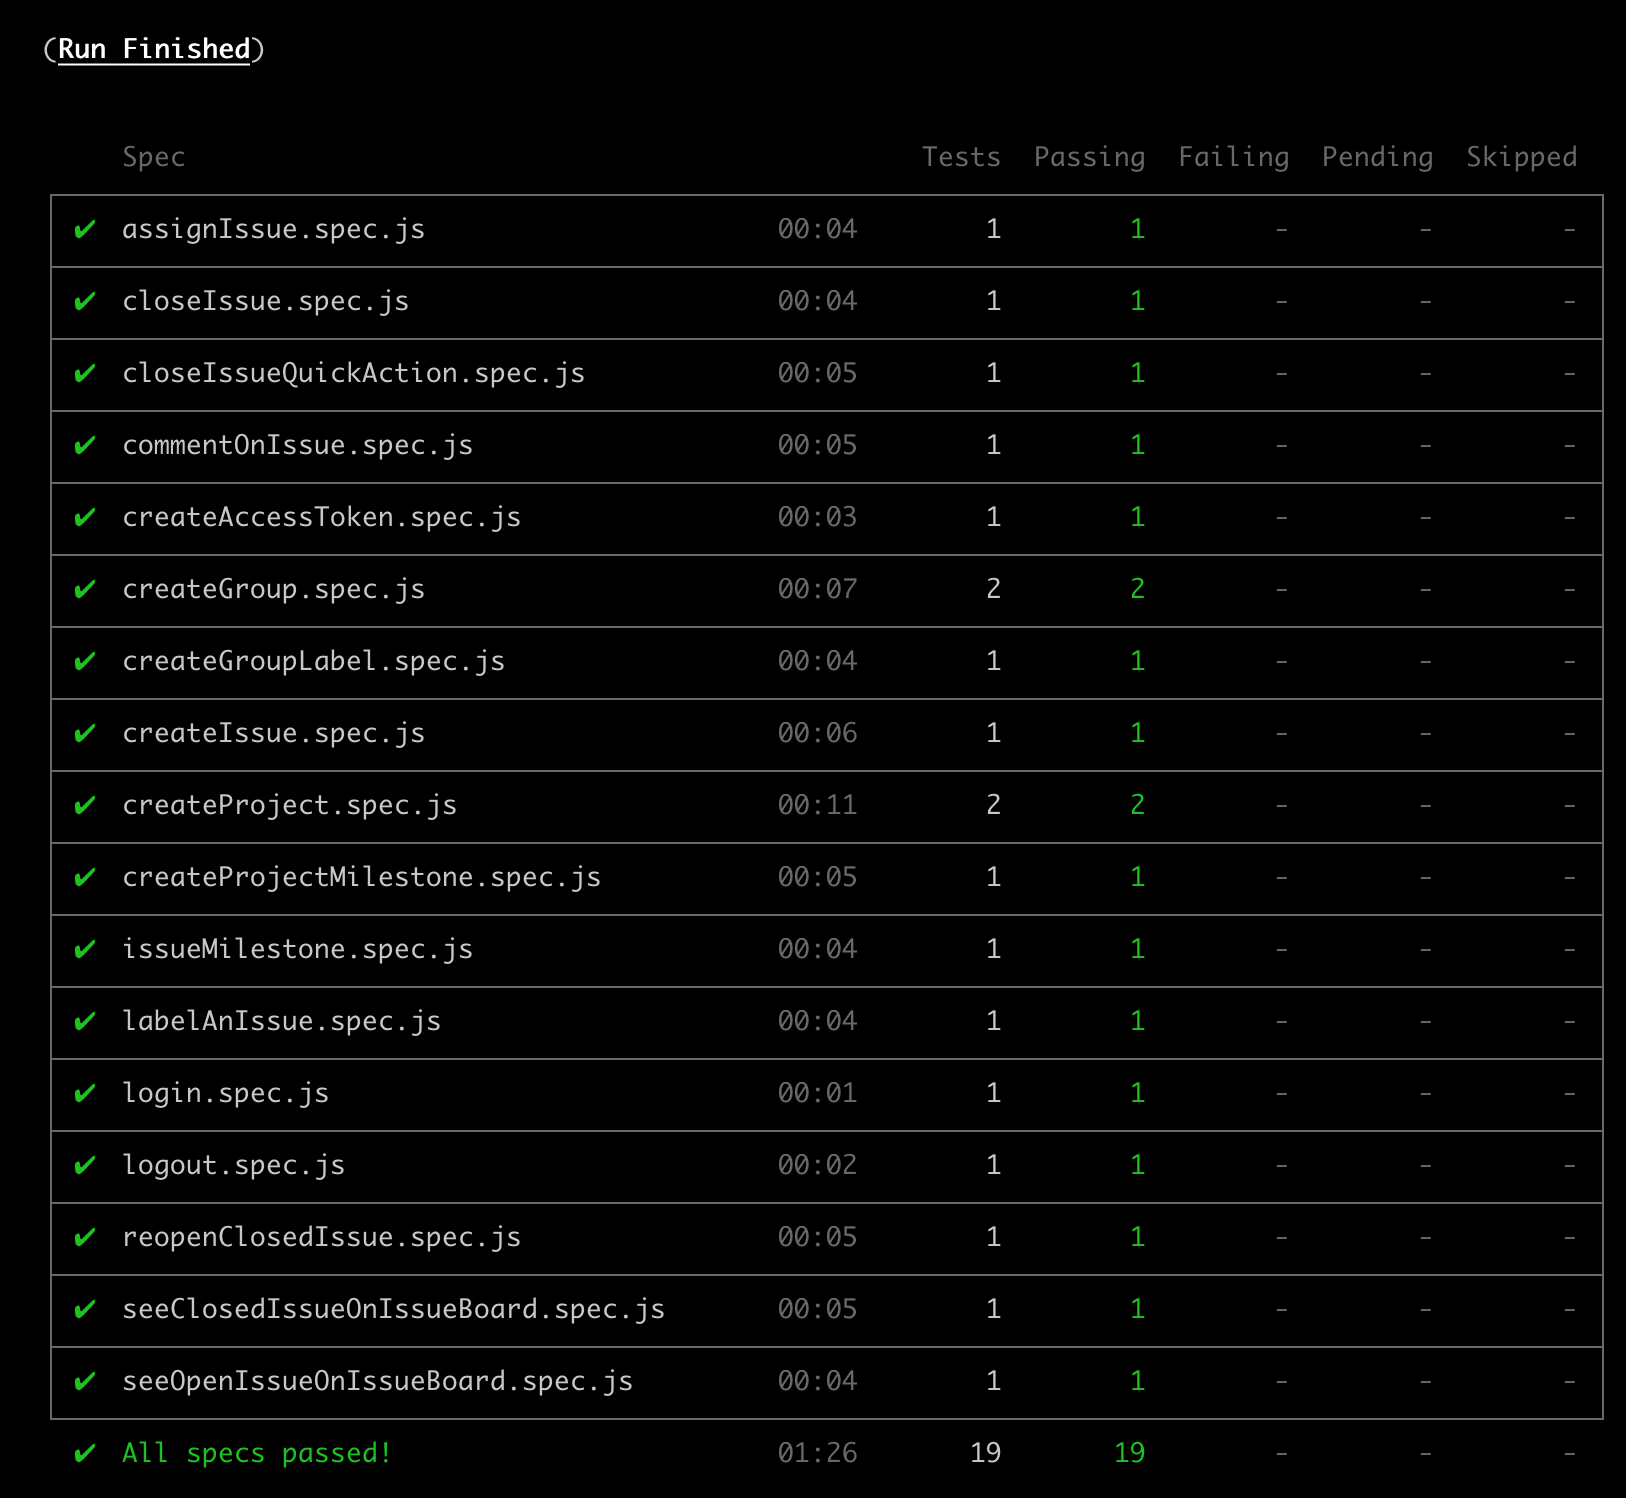 (Run Finished)
Spec Tests Passing Failing Pending Skipped
✔ assignIssue.spec.js 00:04 1 1 - - -
✔ closeIssue.spec.js 00:04 1 1 - - -
✔ closeIssueQuickAction.spec.js 00:05 1 1 - - -
✔ commentOnIssue.spec.js 00:05 1 1 - - -
✔ createAccessToken.spec.js 00:03 1 1 - - -
✔ createGroup.spec.js 00:07 2 2 - - -
✔ createGroupLabel.spec.js 00:04 1 1 - - -
✔ createIssue.spec.js 00:06 1 1 - - -
✔ createProject.spec.js 00:11 2 2 - - -
✔ createProjectMilestone.spec.js 00:05 1 1 - - -
✔ issueMilestone.spec.js 00:04 1 1 - - -
✔ labelAnIssue.spec.js 00:04 1 1 - - -
✔ login.spec.js 00:01 1 1 - - -
✔ logout.spec.js 00:02 1 1 - - -
✔ reopenClosedIssue.spec.js 00:05 1 1 - - -
✔ seeClosedIssueOnIssueBoard.spec.js 00:05 1 1 - - -
✔ seeOpenIssueOnIssueBoard.spec.js 00:04 1 1 - - -
✔ All specs passed! 01:26 19 19 - - -